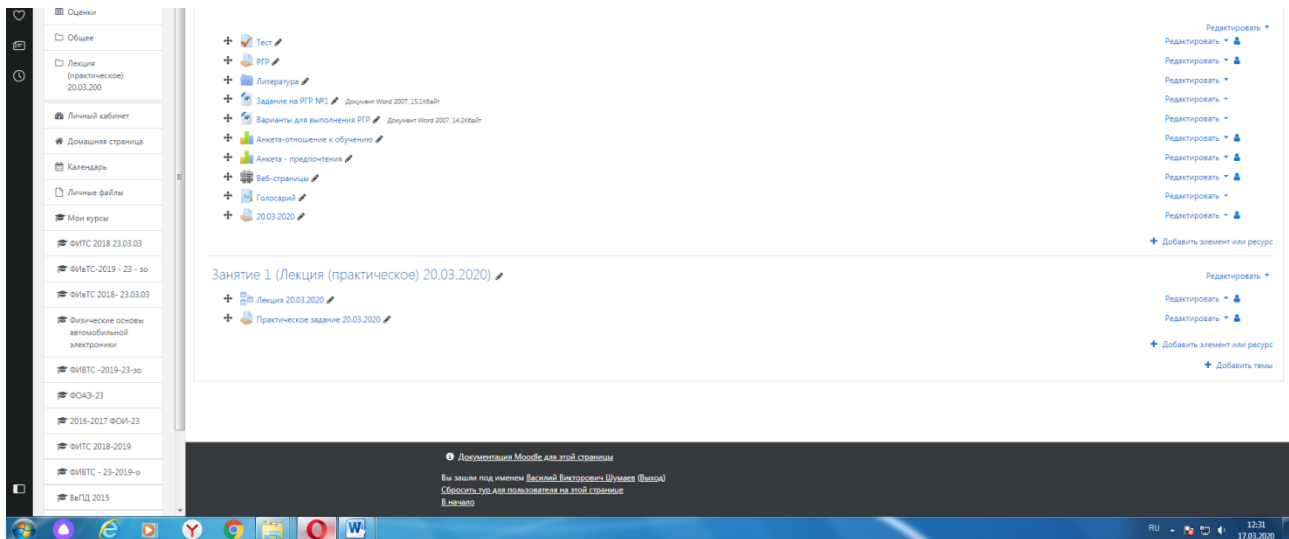 Оценки
Общее
Лекция
(практическое)
20.03.200
Личный кабинет
Домашняя страница
Календарь
Личные файлы
Мои курсы
ФИТС 2018 23.03.03
ФИвТС-2019 - 23 - зо
ФИвТС 2018- 23.03.03
Физические основы
автомобильной
электроники
ФИВТС -2019-23-зо
ФОАЭ-23
2016-2017 ФОИ-23
ФИТС 2018-2019
ФИВТС - 23-2019-о
ВвПД 2015
Редактировать
Тест Редактировать
РГР Редактировать
Литература Редактировать
Задание на РГР №1 Документ Word 2007, 15.1Кбайт Редактировать
Варианты для выполнения РГР Документ Word 2007, 14.2Кбайт Редактировать
Анкета-отношение к обучению Редактировать
Анкета - предпочтения Редактировать
Веб-страницы Редактировать
Голосарий Редактировать
20.03.2020 Редактировать
Добавить элемент или ресурс
Занятие 1 (Лекция (практическое) 20.03.2020) Редактировать
Лекция 20.03.2020 Редактировать
Практическое задание 20.03.2020 Редактировать
Добавить элемент или ресурс
Добавить темы
Документация Moodle для этой страницы
Вы зашли под именем Василий Викторович Шумаев (Выход)
Сбросить тур для пользователя на этой странице
В начало
RU 12:31
17.03.2020